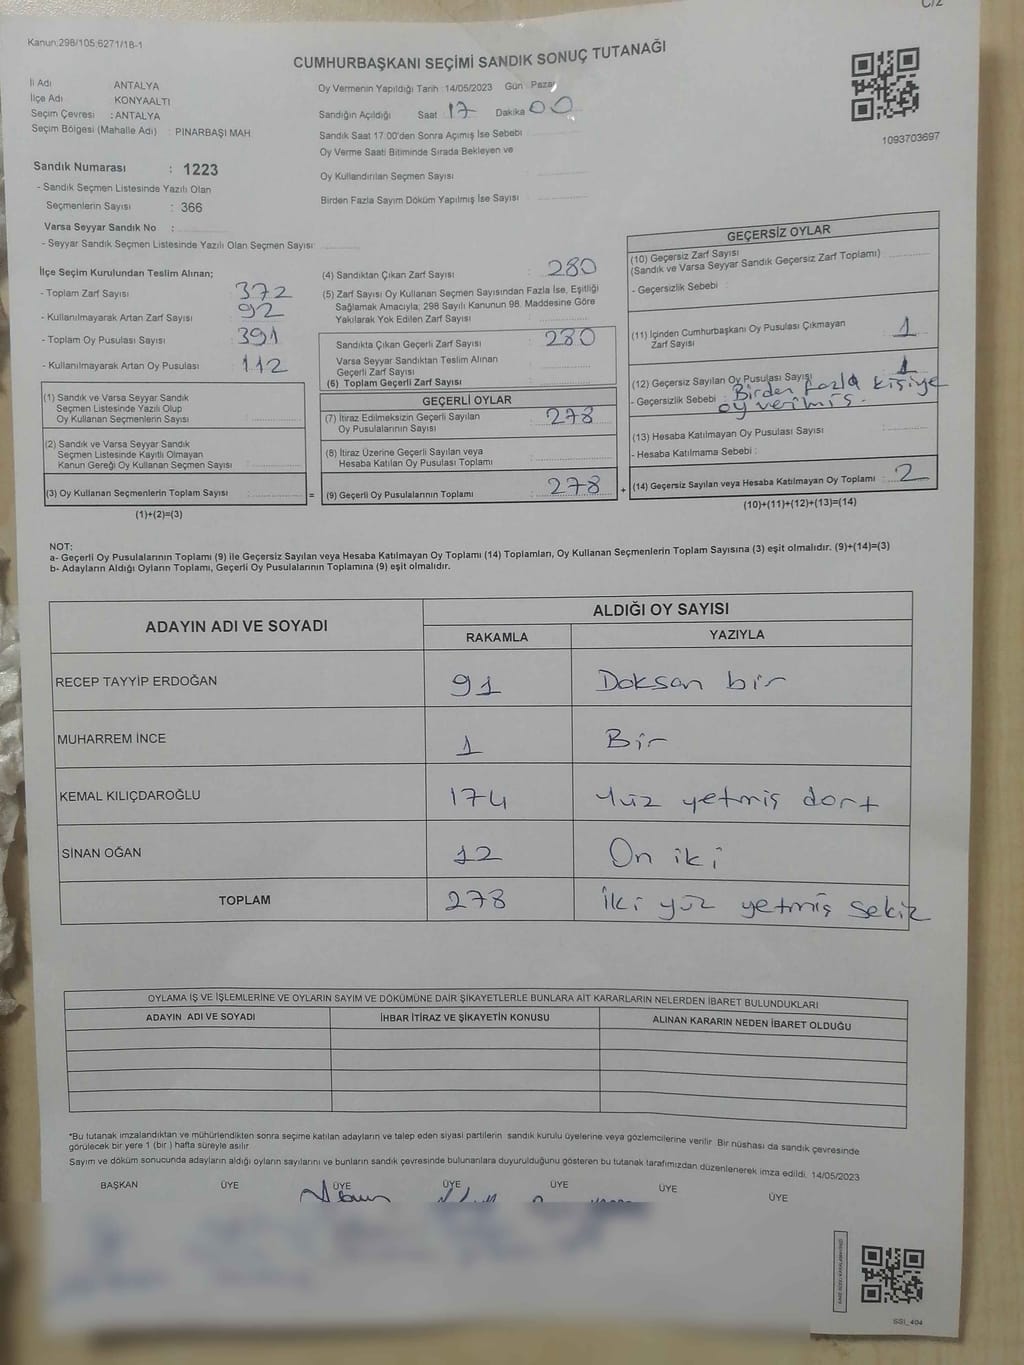 Kanun:298/105;6271/18-1
CUMHURBAŞKANI SEÇİMİ SANDIK SONUÇ TUTANAĞI
İl Adı ANTALYA
İlçe Adı KONYAALTI
Seçim Çevresi : ANTALYA
Seçim Bölgesi (Mahalle Adı) : PINARBAŞI MAH.
Sandık Numarası : 1223
- Sandık Seçmen Listesinde Yazılı Olan
Seçmenlerin Sayısı : 366
Varsa Seyyar Sandık No :
- Seyyar Sandık Seçmen Listesinde Yazılı Olan Seçmen Sayısı:
Oy Vermenin Yapıldığı Tarih 14/05/2023 Gün : Pazar
Sandığın Açıldığı Saat 17 Dakika 00
Sandık Saat 17:00'den Sonra Açımış İse Sebebi
Oy Verme Saati Bitiminde Sırada Bekleyen ve
Oy Kullandırılan Seçmen Sayısı
Birden Fazla Sayım Döküm Yapılmış İse Sayısı
1093703697
İlçe Seçim Kurulundan Teslim Alınan;
- Toplam Zarf Sayısı : 372
- Kullanılmayarak Artan Zarf Sayısı : 92
- Toplam Oy Pusulası Sayısı : 391
- Kullanılmayarak Artan Oy Pusulası : 112
(1) Sandık ve Varsa Seyyar Sandık
Seçmen Listesinde Yazılı Olup
Oy Kullanan Seçmenlerin Sayısı
(2) Sandık ve Varsa Seyyar Sandık
Seçmen Listesinde Kayıtlı Olmayan
Kanun Gereği Oy Kullanan Seçmen Sayısı
(3) Oy Kullanan Seçmenlerin Toplam Sayısı : =
(1)+(2)=(3)
(4) Sandıktan Çıkan Zarf Sayısı : 280
(5) Zarf Sayısı Oy Kullanan Seçmen Sayısından Fazla İse, Eşitliği
Sağlamak Amacıyla, 298 Sayılı Kanunun 98. Maddesine Göre
Yakılarak Yok Edilen Zarf Sayısı
Sandıkta Çıkan Geçerli Zarf Sayısı : 280
Varsa Seyyar Sandıktan Teslim Alınan
Geçerli Zarf Sayısı
(6) Toplam Geçerli Zarf Sayısı
GEÇERLİ OYLAR
(7) İtiraz Edilmeksizin Geçerli Sayılan
Oy Pusulalarının Sayısı : 278
(8) İtiraz Üzerine Geçerli Sayılan veya
Hesaba Katılan Oy Pusulası Toplamı
(9) Geçerli Oy Pusulalarının Toplamı : 278 +
GEÇERSİZ OYLAR
(10) Geçersiz Zarf Sayısı
(Sandık ve Varsa Seyyar Sandık Geçersiz Zarf Toplamı)
- Geçersizlik Sebebi :
(11) İçinden Cumhurbaşkanı Oy Pusulası Çıkmayan
Zarf Sayısı : 1
(12) Geçersiz Sayılan Oy Pusulası Sayısı : 1
- Geçersizlik Sebebi : Birden fazla kişiye
oy verilmiş.
(13) Hesaba Katılmayan Oy Pusulası Sayısı
- Hesaba Katılmama Sebebi :
(14) Geçersiz Sayılan veya Hesaba Katılmayan Oy Toplamı : 2
(10)+(11)+(12)+(13)=(14)
NOT:
a- Geçerli Oy Pusulalarının Toplamı (9) ile Geçersiz Sayılan veya Hesaba Katılmayan Oy Toplamı (14) Toplamları, Oy Kullanan Seçmenlerin Toplam Sayısına (3) eşit olmalıdır. (9)+(14)=(3)
b- Adayların Aldığı Oyların Toplamı, Geçerli Oy Pusulalarının Toplamına (9) eşit olmalıdır.
ADAYIN ADI VE SOYADI ALDIĞI OY SAYISI
RAKAMLA YAZIYLA
RECEP TAYYİP ERDOĞAN 91 Doksan bir
MUHARREM İNCE 1 Bir
KEMAL KILIÇDAROĞLU 174 Yüz yetmiş dört
SİNAN OĞAN 12 On iki
TOPLAM 278 İki yüz yetmiş sekiz
OYLAMA İŞ VE İŞLEMLERİNE VE OYLARIN SAYIM VE DÖKÜMÜNE DAİR ŞİKAYETLERLE BUNLARA AİT KARARLARIN NELERDEN İBARET BULUNDUKLARI
ADAYIN ADI VE SOYADI İHBAR İTİRAZ VE ŞİKAYETİN KONUSU ALINAN KARARIN NEDEN İBARET OLDUĞU
*Bu tutanak imzalandıktan ve mühürlendikten sonra seçime katılan adayların ve talep eden siyasi partilerin sandık kurulu üyelerine veya gözlemcilerine verilir. Bir nüshası da sandık çevresinde
görülecek bir yere 1 (bir) hafta süreyle asılır
Sayım ve döküm sonucunda adayların aldığı oyların sayılarını ve bunların sandık çevresinde bulunanlara duyurulduğunu gösteren bu tutanak tarafımızdan düzenlenerek imza edildi. 14/05/2023
BAŞKAN ÜYE ÜYE ÜYE ÜYE ÜYE ÜYE
SSİ_404